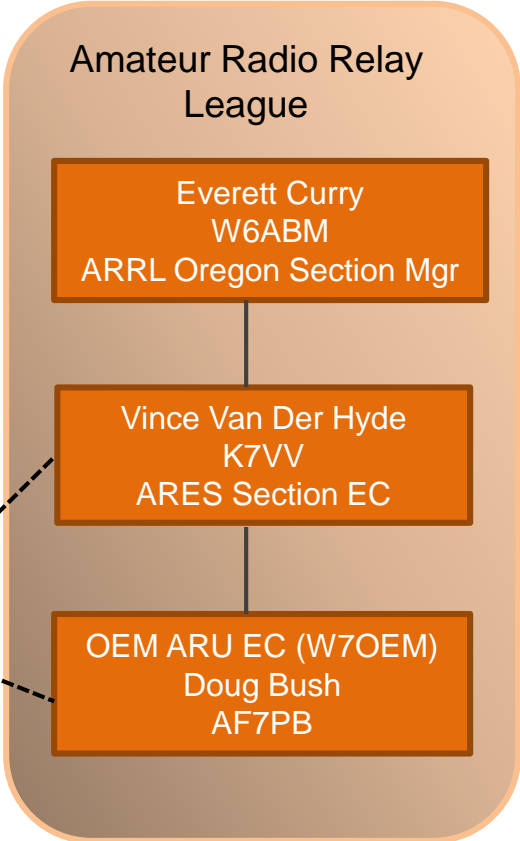 Amateur Radio Relay
League
Everett Curry
W6ABM
ARRL Oregon Section Mgr
Vince Van Der Hyde
K7VV
ARES Section EC
OEM ARU EC (W7OEM)
Doug Bush
AF7PB